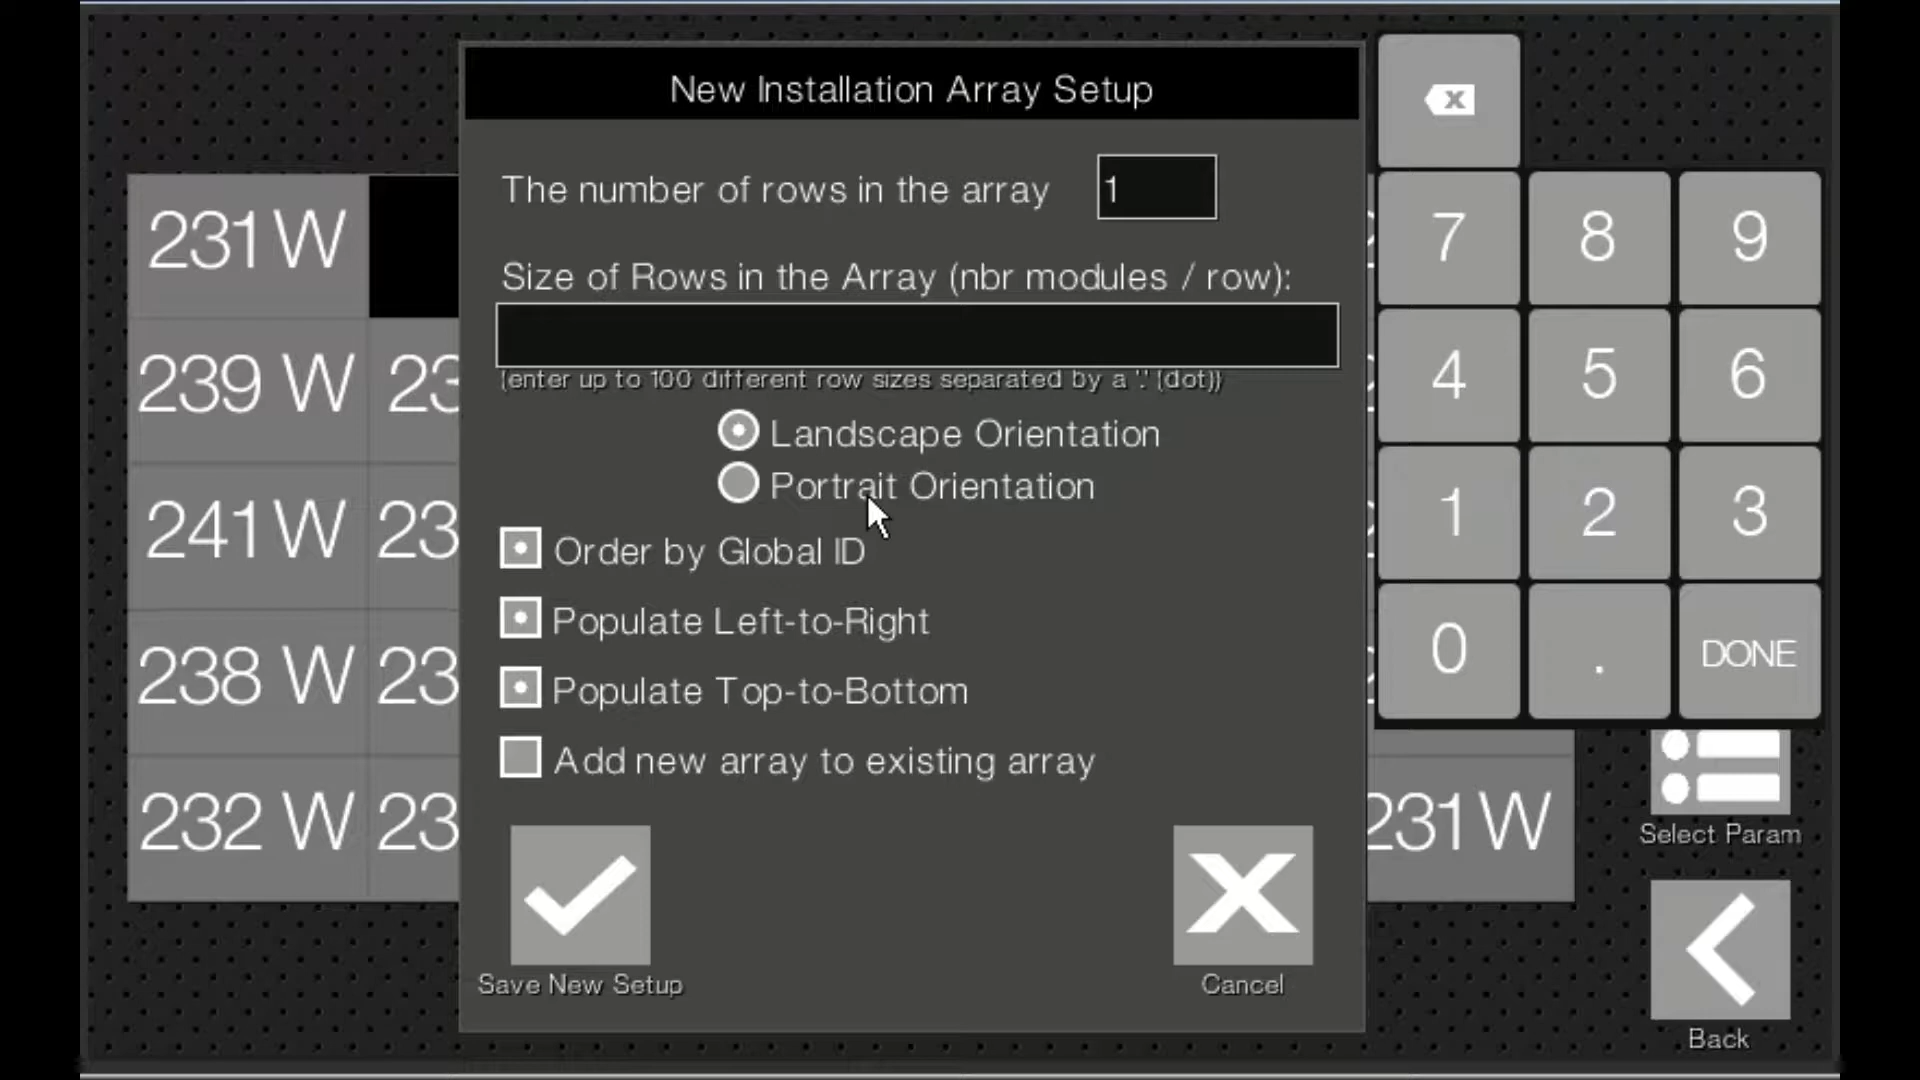 New Installation Array Setup
The number of rows in the array 1
Size of Rows in the Array (nbr modules / row):
(enter up to 100 different row sizes separated by a '.' (dot))
Landscape Orientation
Portrait Orientation
Order by Global ID
Populate Left-to-Right
Populate Top-to-Bottom
Add new array to existing array
Save New Setup
Cancel
231 W
239 W 23
241 W 23
238 W 23
232 W 23
231 W
7 8 9
4 5 6
1 2 3
0 . DONE
Select Param
Back